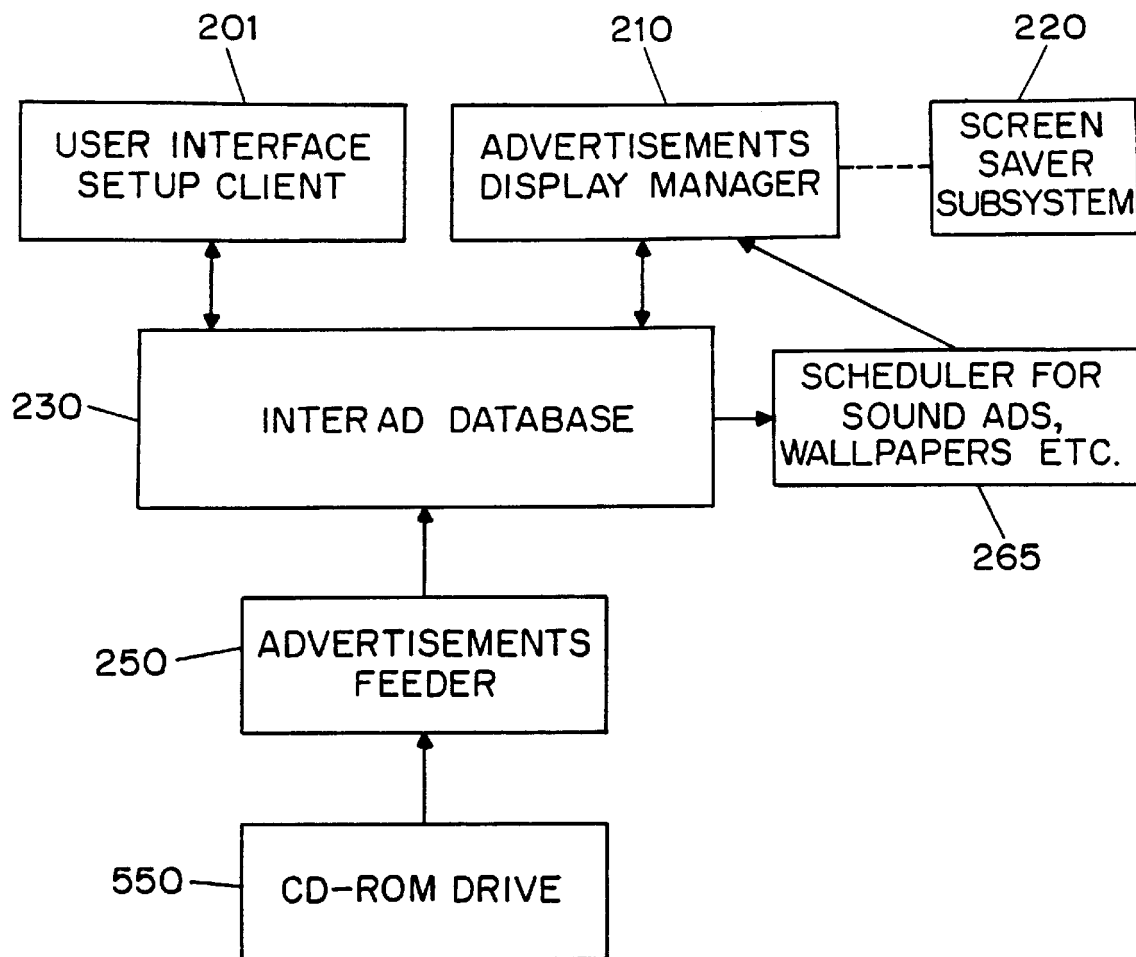 201
210
220
USER INTERFACE
SETUP CLIENT
ADVERTISEMENTS
DISPLAY MANAGER
SCREEN
SAVER
SUBSYSTEM
230
INTER AD DATABASE
SCHEDULER FOR
SOUND ADS,
WALLPAPERS ETC.
265
250
ADVERTISEMENTS
FEEDER
550
CD-ROM DRIVE